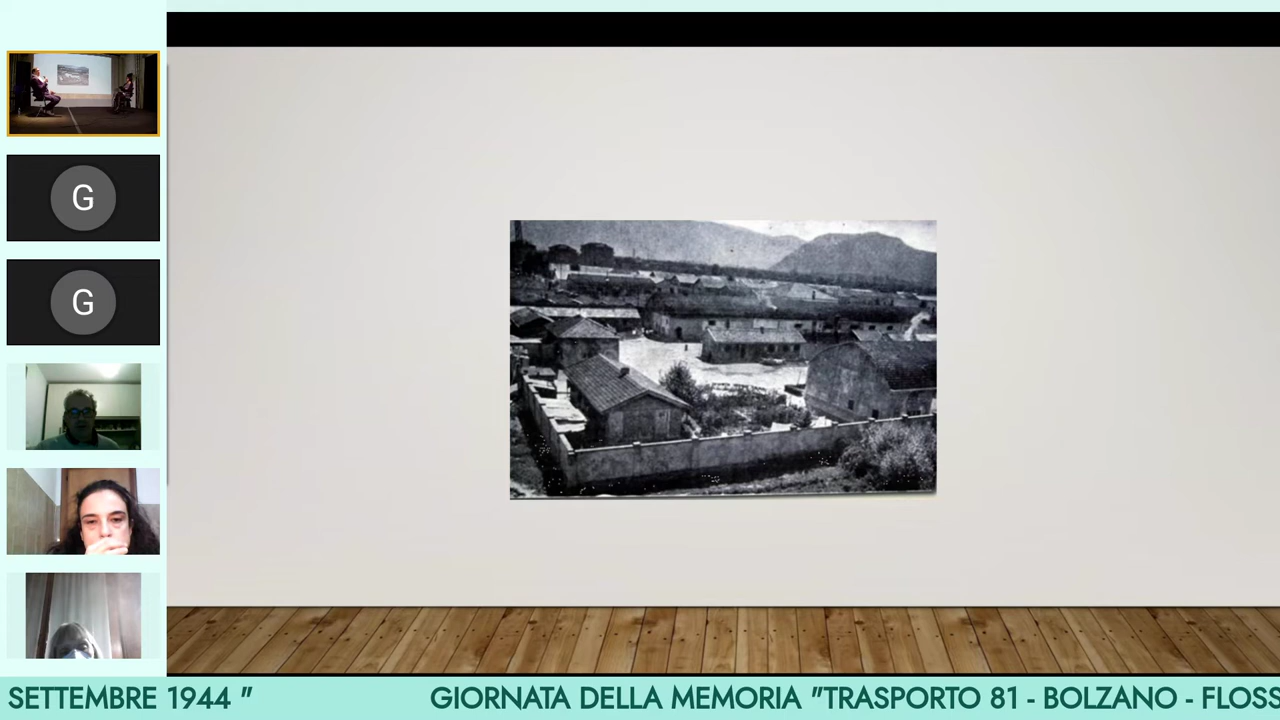 G
G
SETTEMBRE 1944 " GIORNATA DELLA MEMORIA "TRASPORTO 81 - BOLZANO - FLOSS